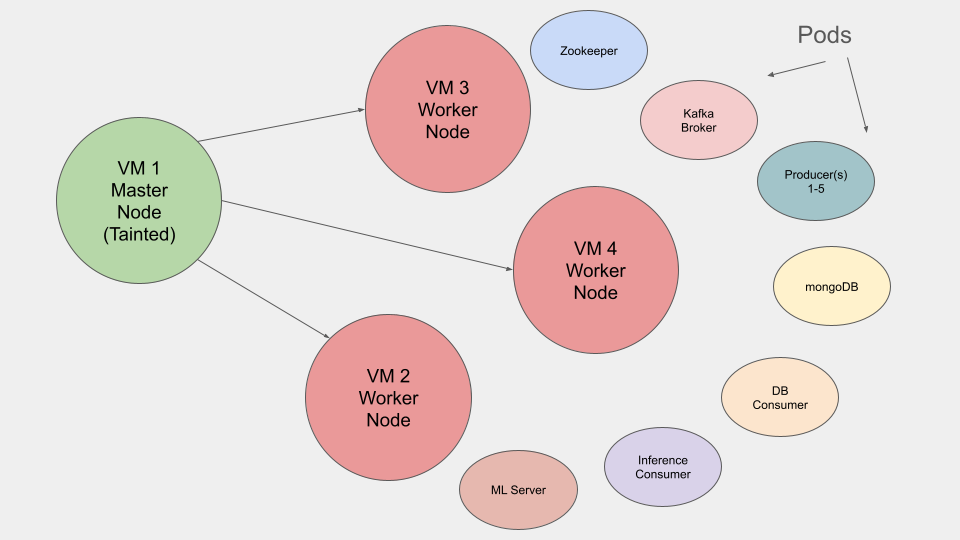 Pods
Zookeeper
VM 3
Worker
Node
Kafka
Broker
VM 1
Master
Node
(Tainted)
Producer(s)
1-5
VM 4
Worker
Node
mongoDB
VM 2
Worker
Node
DB
Consumer
Inference
Consumer
ML Server